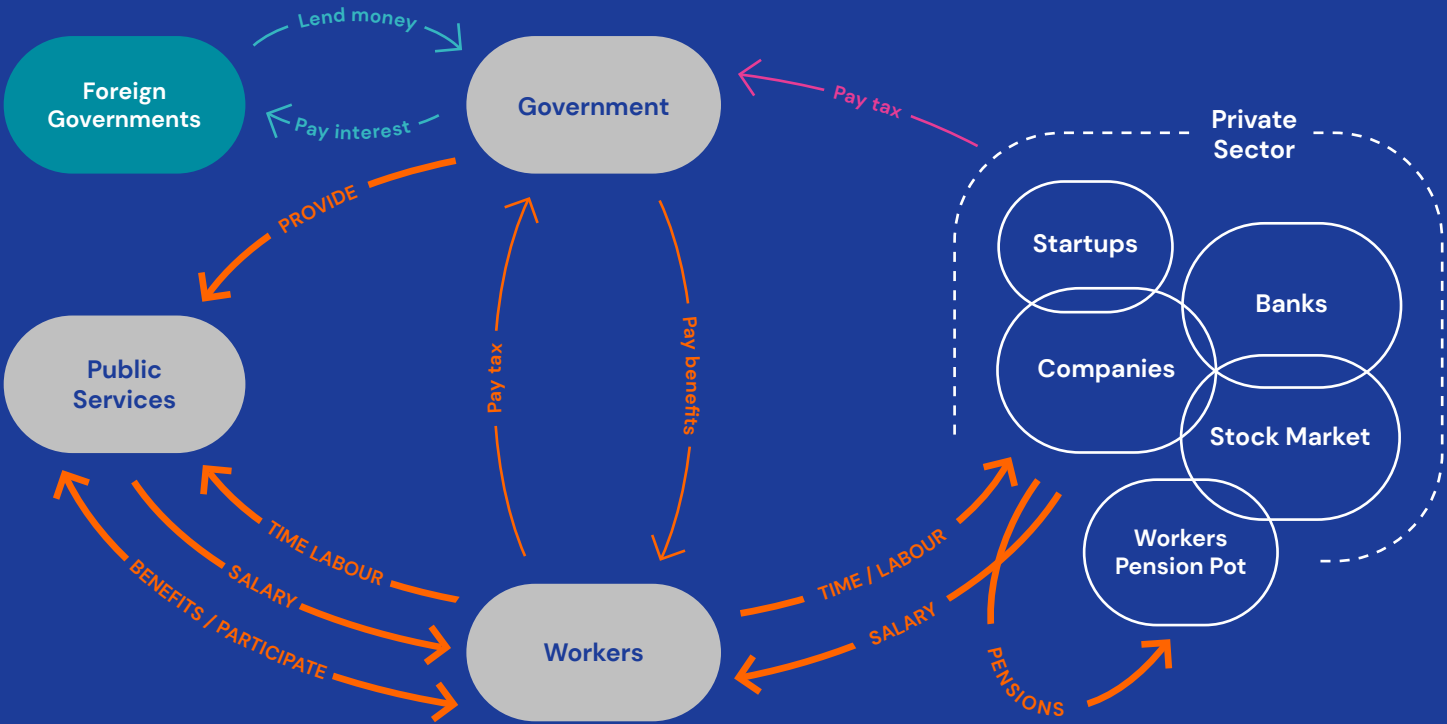 Lend money
Foreign
Governments
Government
Pay interest
Pay tax
Private
Sector
PROVIDE
Startups
Banks
Public
Services
Pay tax
Pay benefits
Companies
Stock Market
TIME LABOUR
SALARY
BENEFITS / PARTICIPATE
Workers
TIME / LABOUR
SALARY
PENSIONS
Workers
Pension Pot